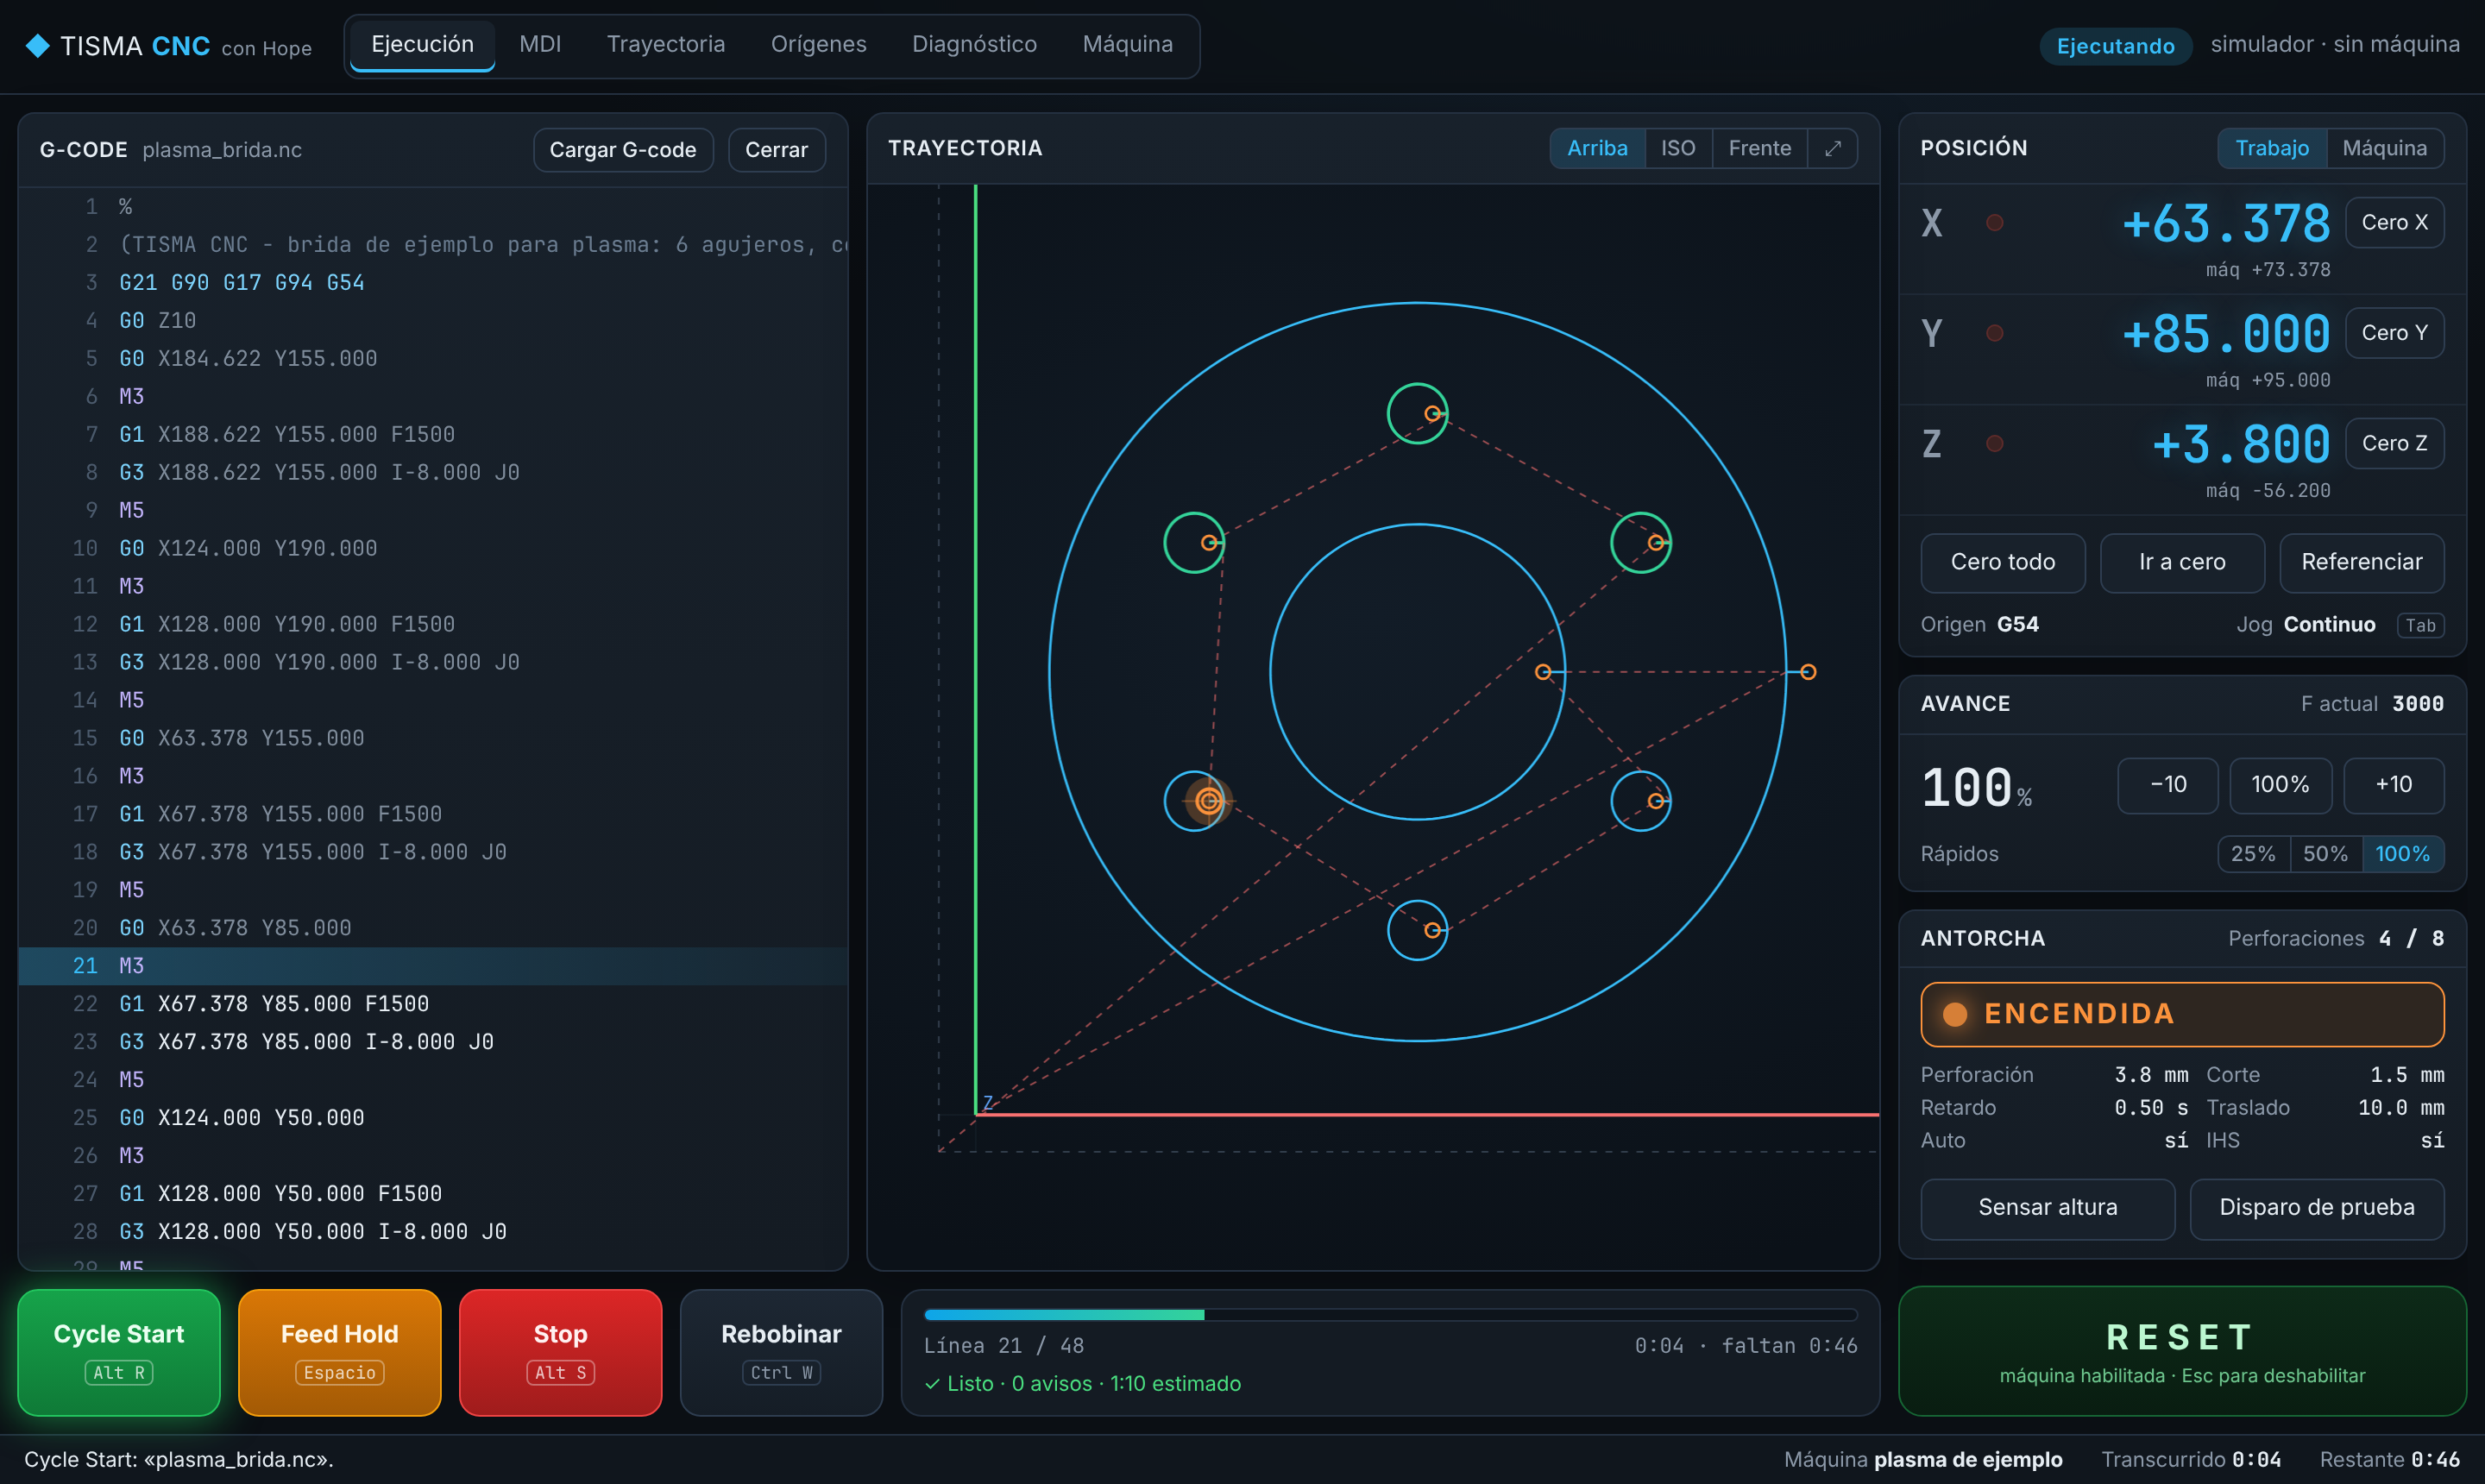 TISMA CNC con Hope
Ejecución
MDI
Trayectoria
Orígenes
Diagnóstico
Máquina
Ejecutando
simulador · sin máquina
G-CODE plasma_brida.nc
Cargar G-code
Cerrar
1 %
2 (TISMA CNC - brida de ejemplo para plasma: 6 agujeros, c
3 G21 G90 G17 G94 G54
4 G0 Z10
5 G0 X184.622 Y155.000
6 M3
7 G1 X188.622 Y155.000 F1500
8 G3 X188.622 Y155.000 I-8.000 J0
9 M5
10 G0 X124.000 Y190.000
11 M3
12 G1 X128.000 Y190.000 F1500
13 G3 X128.000 Y190.000 I-8.000 J0
14 M5
15 G0 X63.378 Y155.000
16 M3
17 G1 X67.378 Y155.000 F1500
18 G3 X67.378 Y155.000 I-8.000 J0
19 M5
20 G0 X63.378 Y85.000
21 M3
22 G1 X67.378 Y85.000 F1500
23 G3 X67.378 Y85.000 I-8.000 J0
24 M5
25 G0 X124.000 Y50.000
26 M3
27 G1 X128.000 Y50.000 F1500
28 G3 X128.000 Y50.000 I-8.000 J0
29 M5
TRAYECTORIA
Arriba
ISO
Frente
Z
POSICIÓN
Trabajo
Máquina
X +63.378 Cero X
máq +73.378
Y +85.000 Cero Y
máq +95.000
Z +3.800 Cero Z
máq -56.200
Cero todo
Ir a cero
Referenciar
Origen G54
Jog Continuo Tab
AVANCE
F actual 3000
100%
−10
100%
+10
Rápidos
25%
50%
100%
ANTORCHA
Perforaciones 4 / 8
ENCENDIDA
Perforación 3.8 mm Corte 1.5 mm
Retardo 0.50 s Traslado 10.0 mm
Auto sí IHS sí
Sensar altura
Disparo de prueba
Cycle Start
Alt R
Feed Hold
Espacio
Stop
Alt S
Rebobinar
Ctrl W
Línea 21 / 48
0:04 · faltan 0:46
✓ Listo · 0 avisos · 1:10 estimado
RESET
máquina habilitada · Esc para deshabilitar
Cycle Start: «plasma_brida.nc».
Máquina plasma de ejemplo
Transcurrido 0:04
Restante 0:46